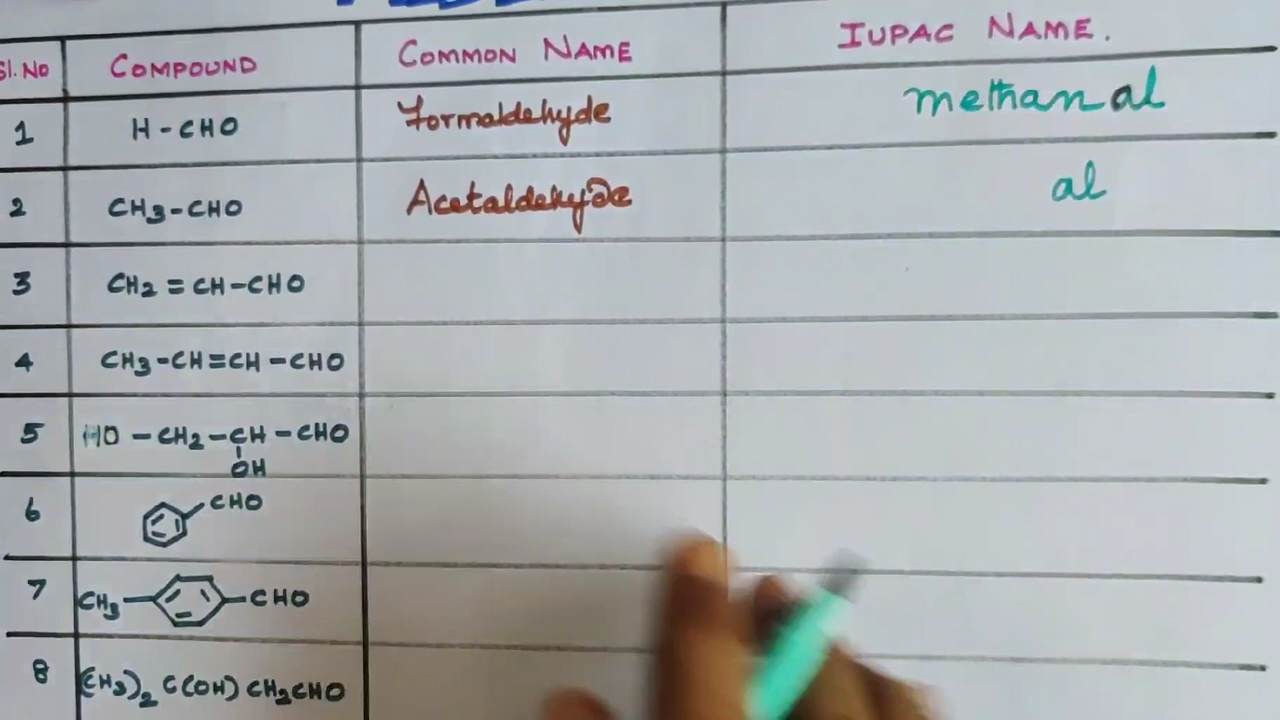 Sl. No COMPOUND COMMON NAME IUPAC NAME.
1 H-CHO Formaldehyde methanal
2 CH3-CHO Acetaldehyde al
3 CH2=CH-CHO
4 CH3-CH=CH-CHO
5 HO-CH2-CH-CHO
OH
6 CHO
7 CH3 CHO
8 (CH3)2 C(OH) CH2CHO